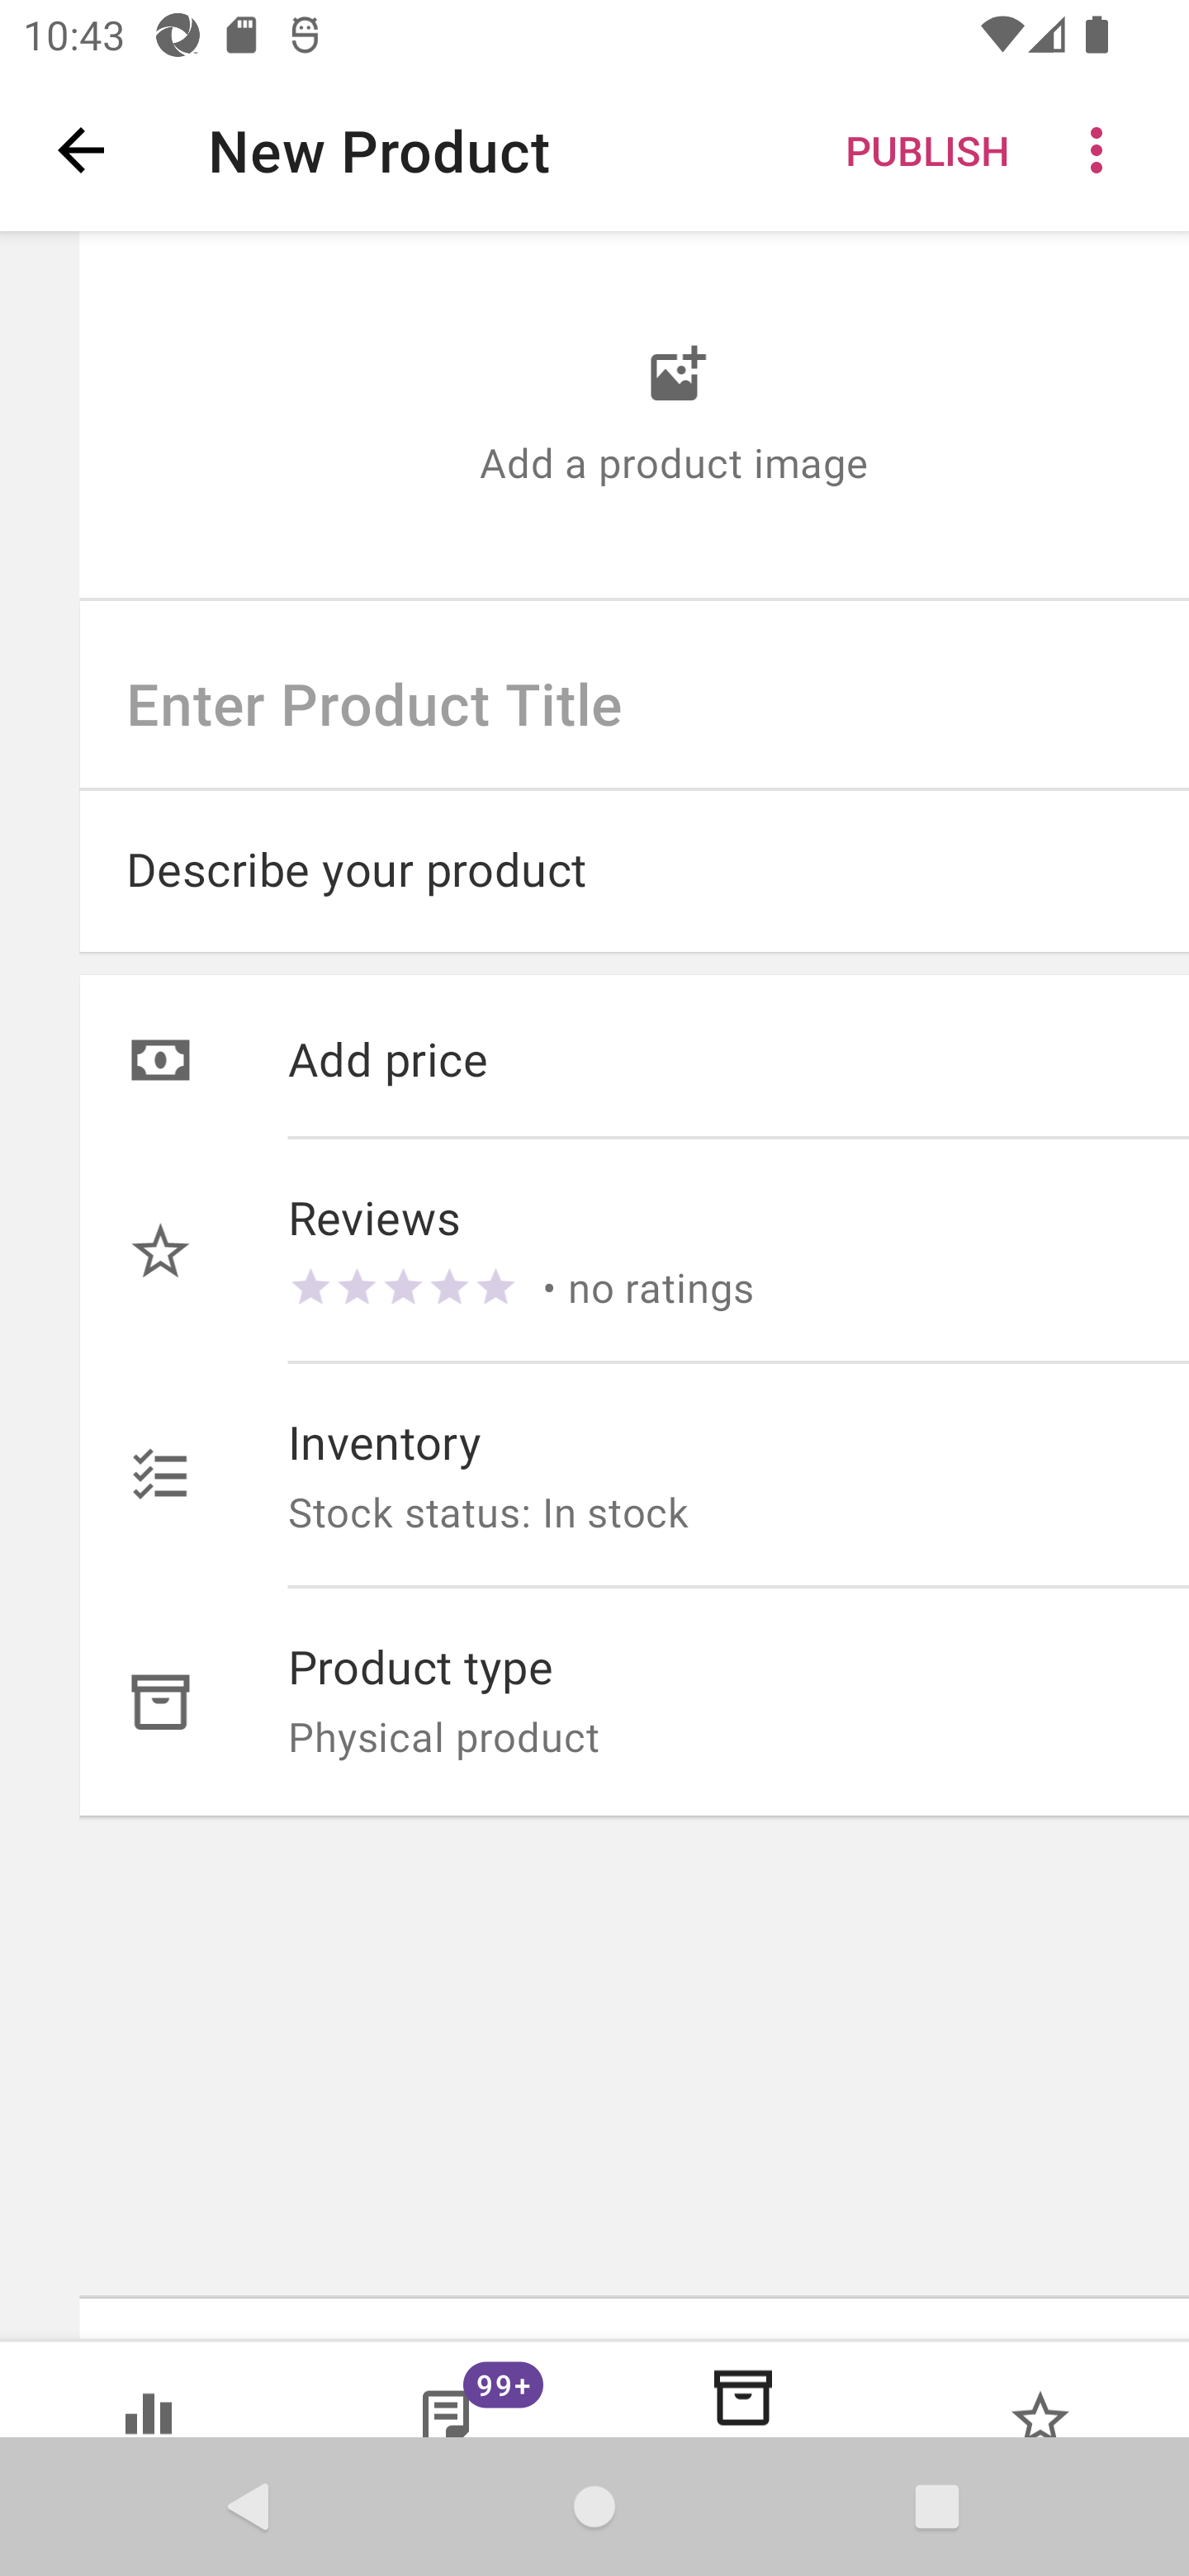 10:43
New Product
PUBLISH
Add a product image
Enter Product Title
Describe your product
Add price
Reviews
• no ratings
Inventory
Stock status: In stock
Product type
Physical product
99+